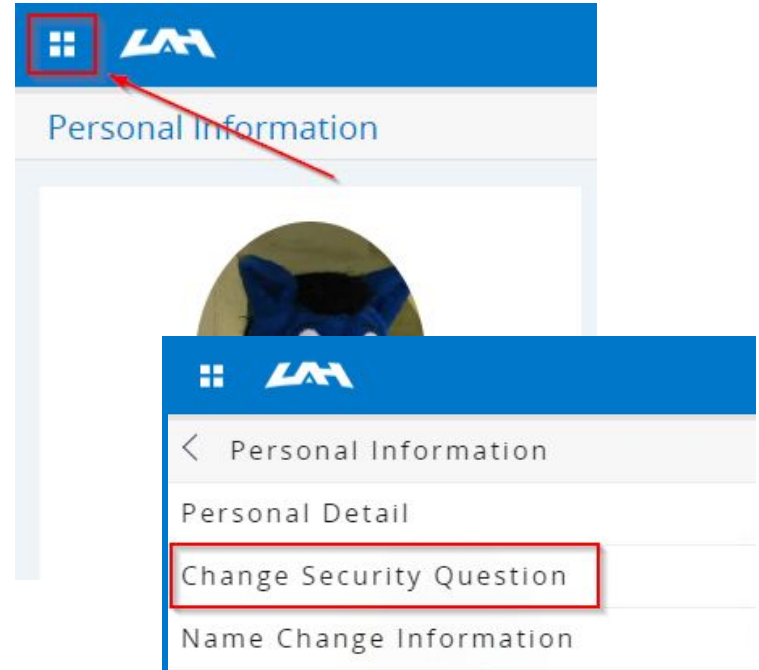 UAH
Personal Information
UAH
Personal Information
Personal Detail
Change Security Question
Name Change Information